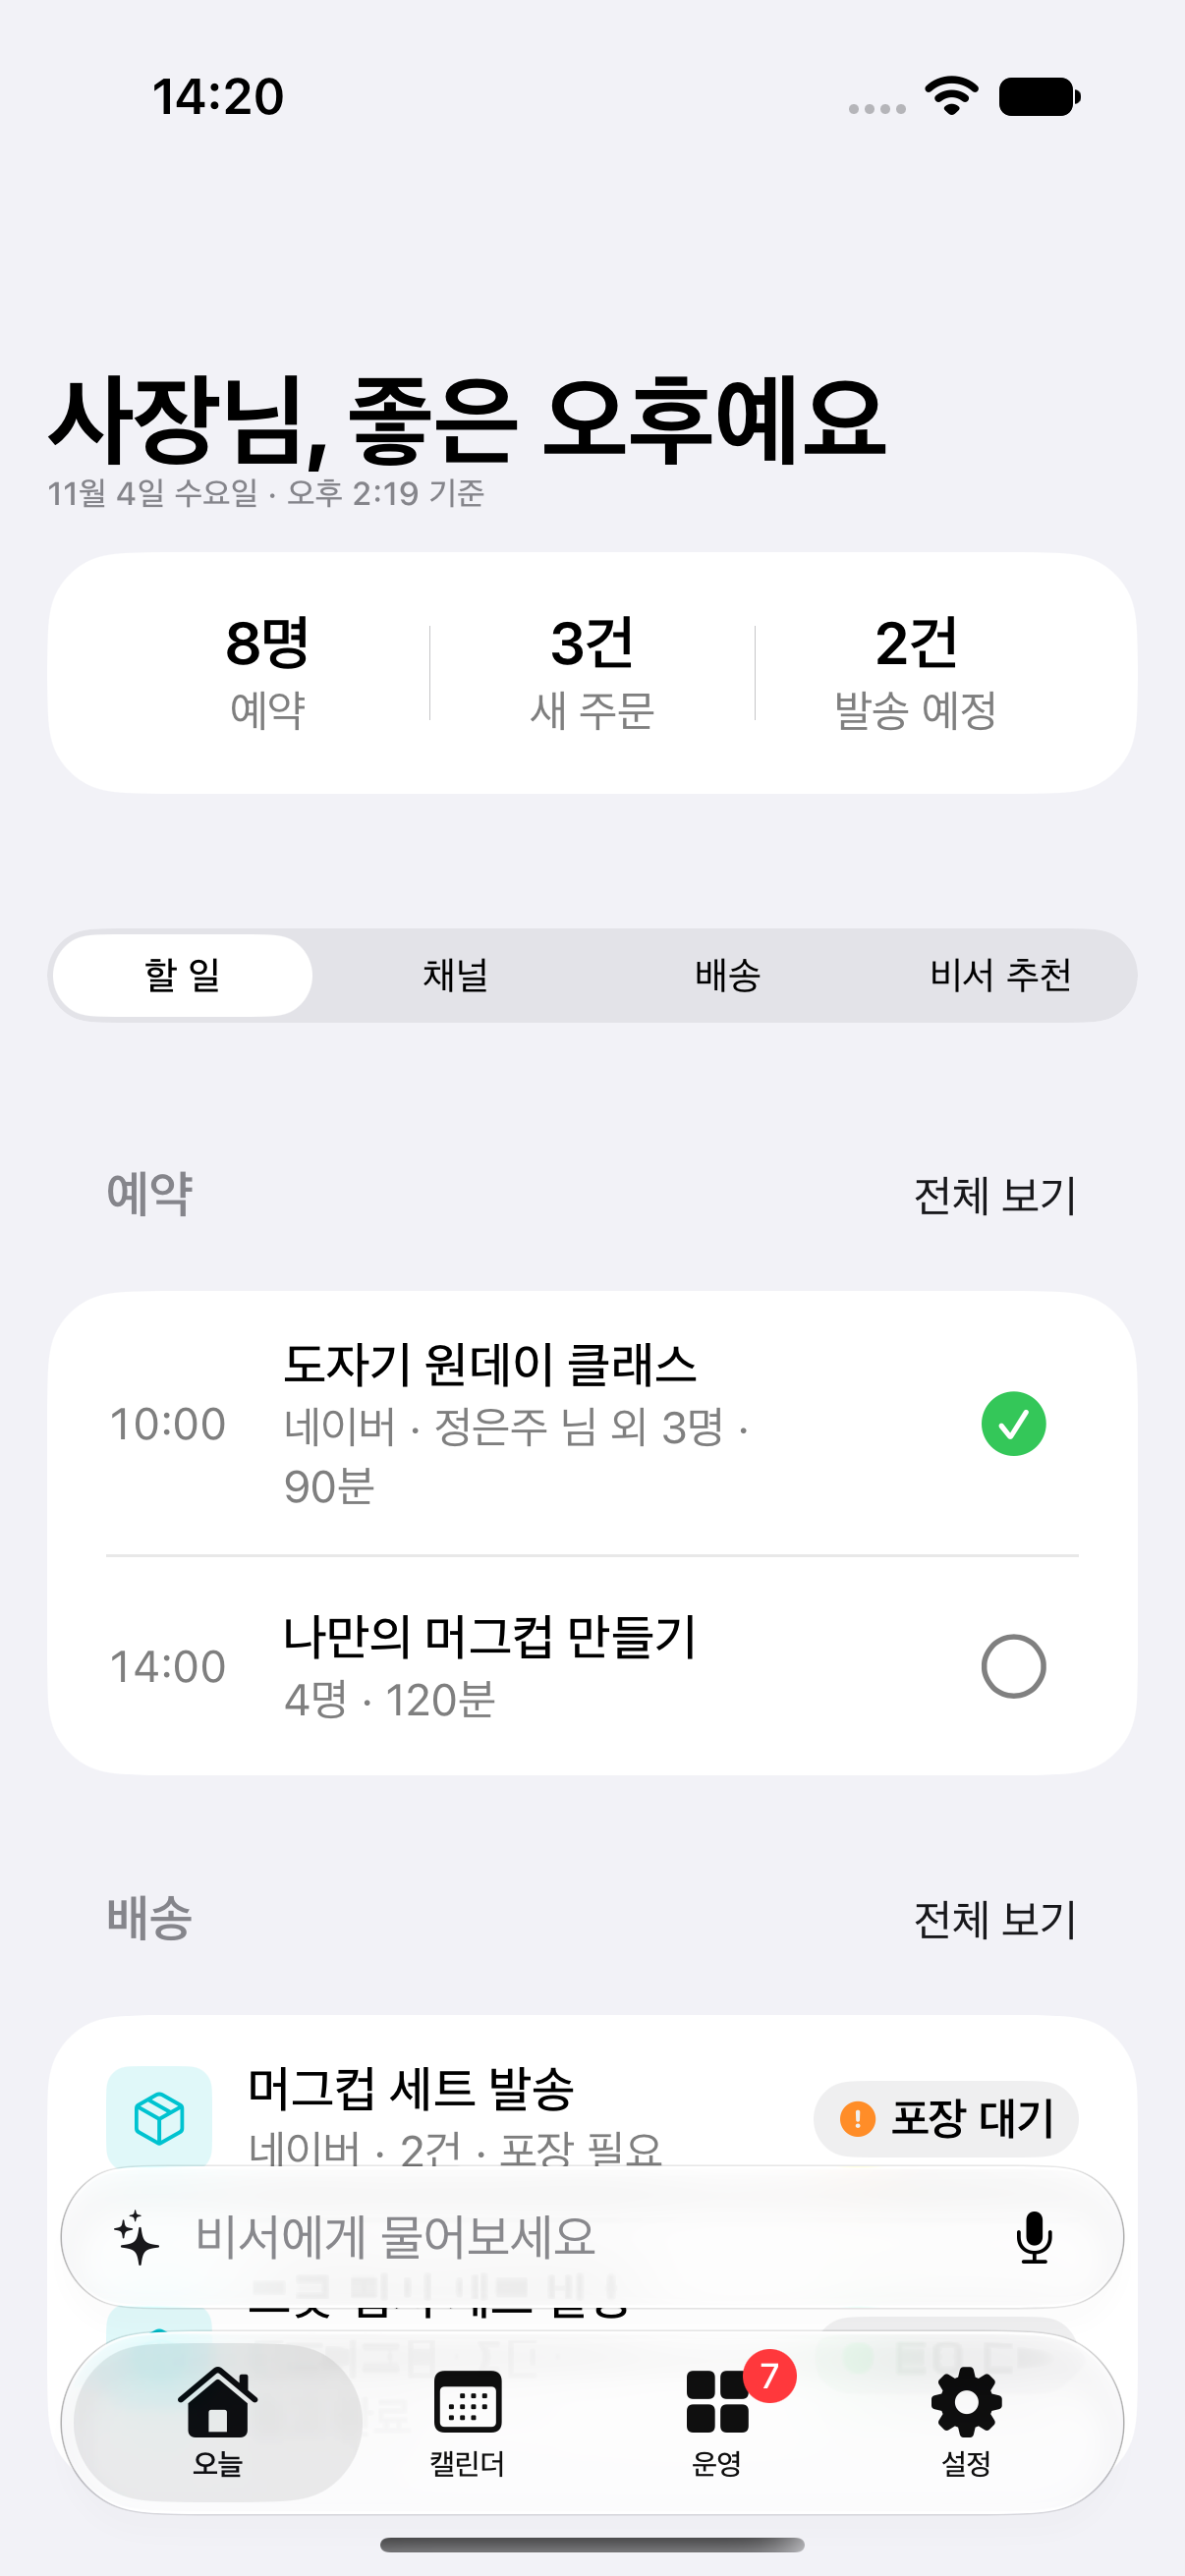 14:20
사장님, 좋은 오후예요
11월 4일 수요일 · 오후 2:19 기준
8명
예약
3건
새 주문
2건
발송 예정
할 일
채널
배송
비서 추천
예약
전체 보기
10:00
도자기 원데이 클래스
네이버 · 정은주 님 외 3명 ·
90분
14:00
나만의 머그컵 만들기
4명 · 120분
배송
전체 보기
머그컵 세트 발송
네이버 · 2건 · 포장 필요
포장 대기
비서에게 물어보세요
7
오늘
캘린더
운영
설정